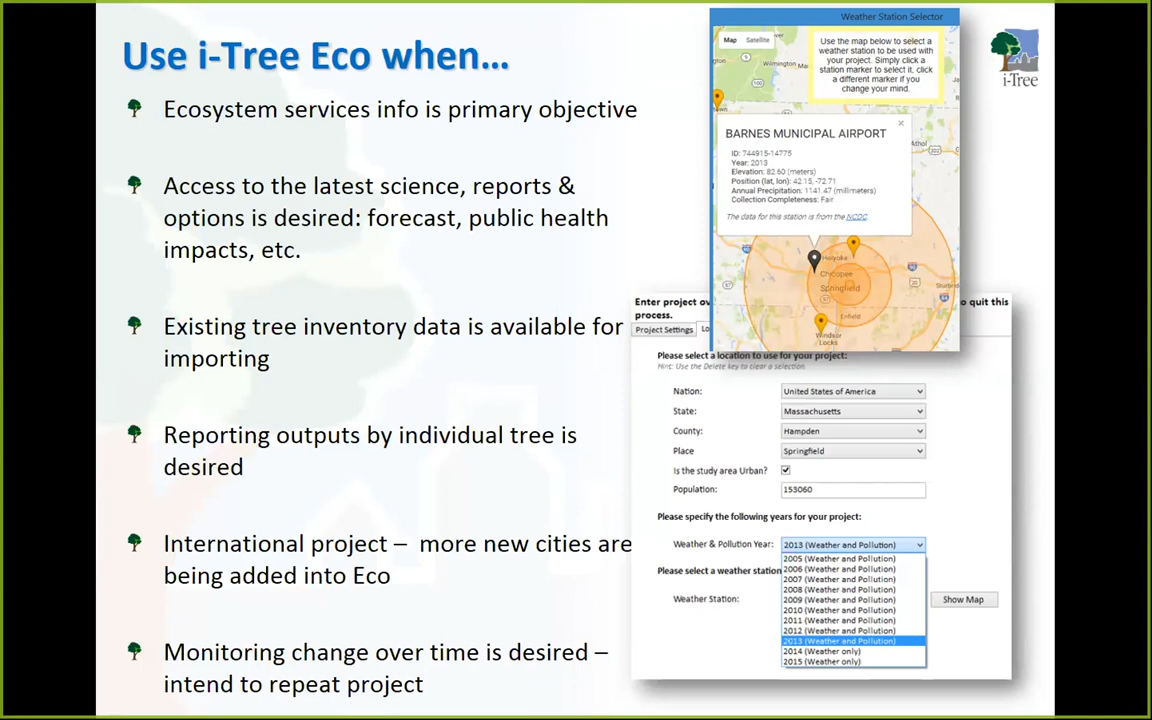 Use i-Tree Eco when...
Ecosystem services info is primary objective
Access to the latest science, reports &
options is desired: forecast, public health
impacts, etc.
Existing tree inventory data is available for
importing
Reporting outputs by individual tree is
desired
International project – more new cities are
being added into Eco
Monitoring change over time is desired –
intend to repeat project
Weather Station Selector
Map Satellite
Use the map below to select a
weather station to be used with
your project. Simply click a
station marker to select it, click
a different marker if you
change your mind.
Wilmington
100
Athol
202
BARNES MUNICIPAL AIRPORT
ID: 744915-14775
Year: 2013
Elevation: 82.60 (meters)
Position (lat, lon): 42.15, -72.71
Annual Precipitation: 1141.47 (millimeters)
Collection Completeness: Fair
The data for this station is from the NCDC.
Holyoke
Chicopee
Springfield
Enfield
Windsor
Locks
Sturbri
i-Tree
Enter project ov
o quit this
process.
Project Settings Lo
Please select a location to use for your project:
Hint: Use the Delete key to clear a selection.
Nation: United States of America
State: Massachusetts
County: Hampden
Place Springfield
Is the study area Urban?
Population: 153060
Please specify the following years for your project:
Weather & Pollution Year: 2013 (Weather and Pollution)
2005 (Weather and Pollution)
2006 (Weather and Pollution)
2007 (Weather and Pollution)
2008 (Weather and Pollution)
2009 (Weather and Pollution)
2010 (Weather and Pollution)
2011 (Weather and Pollution)
2012 (Weather and Pollution)
2013 (Weather and Pollution)
2014 (Weather only)
2015 (Weather only)
Please select a weather station
Weather Station:
Show Map